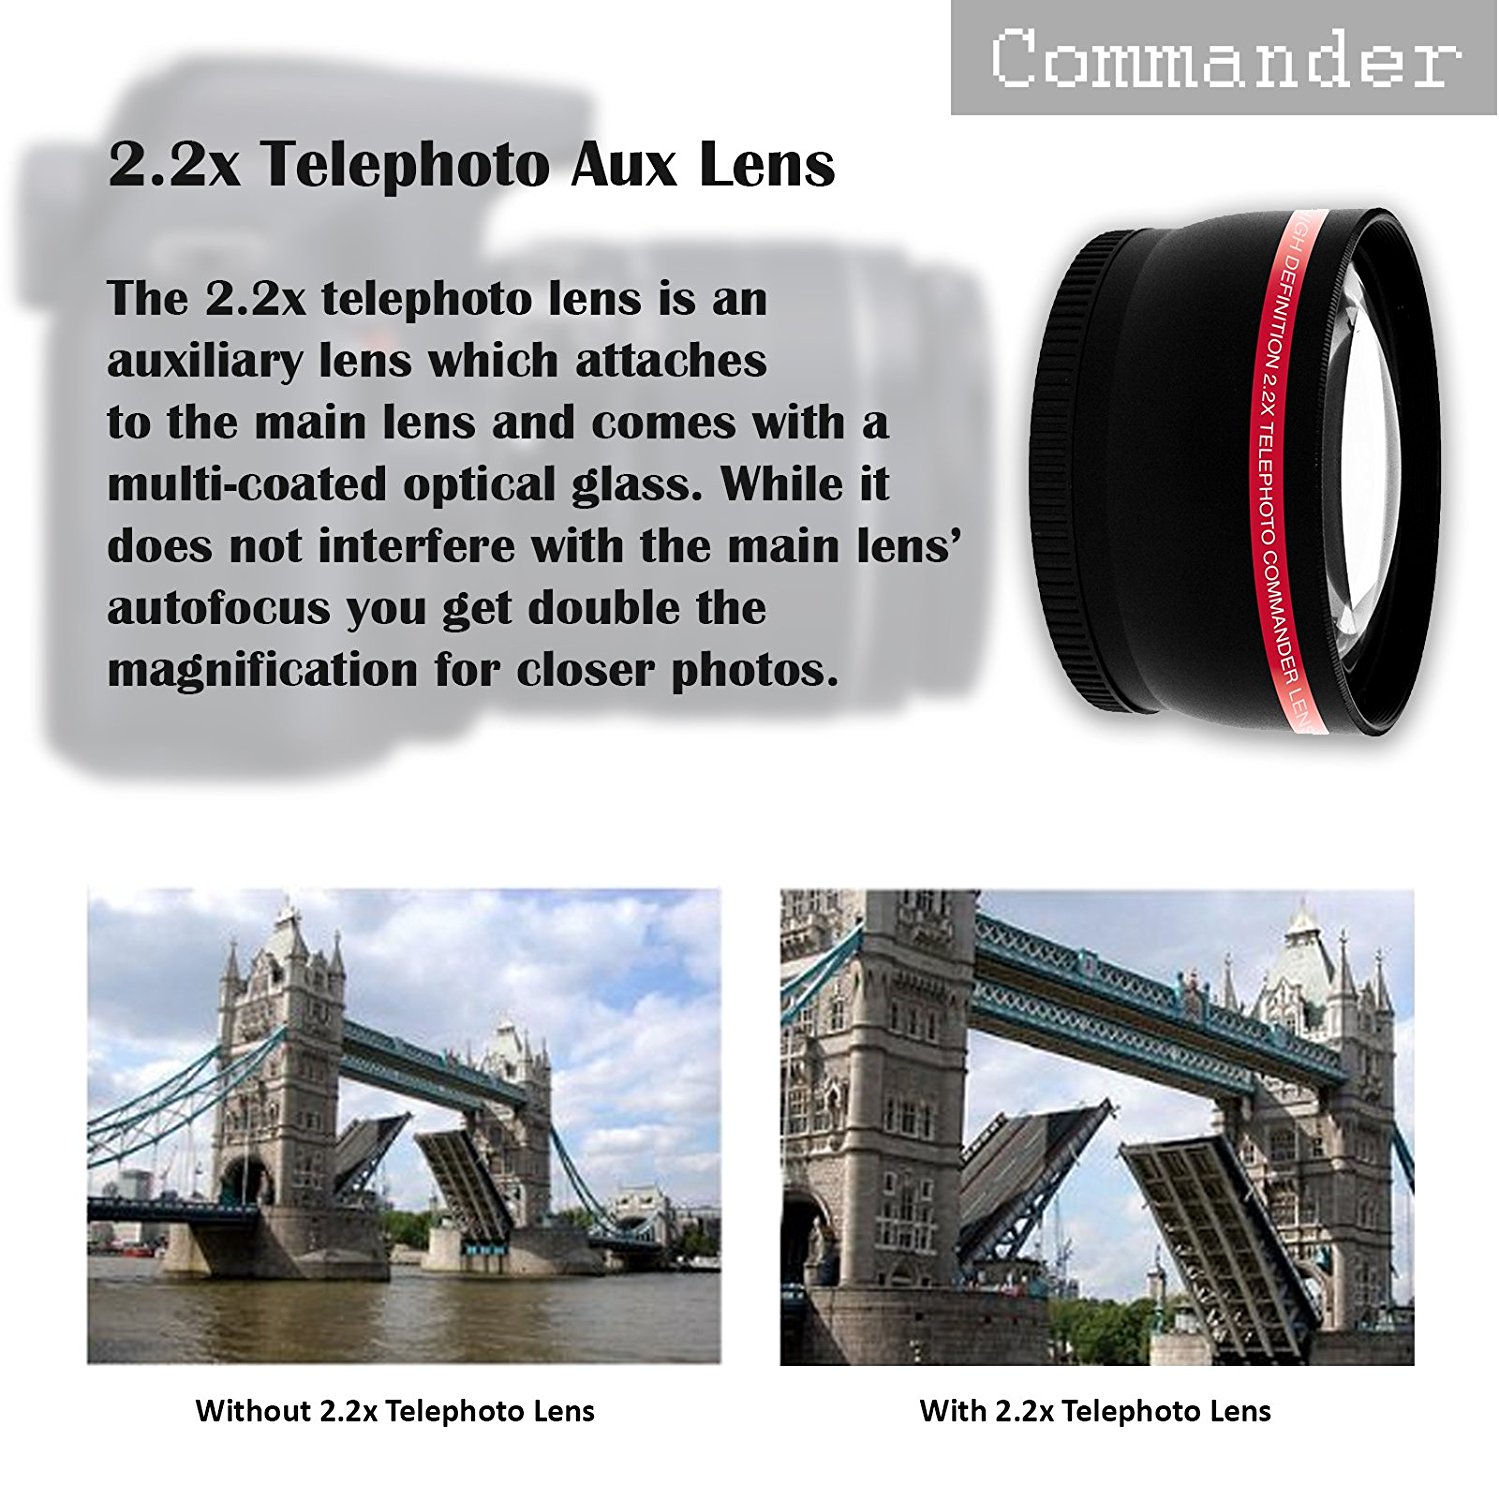 Commander
2.2x Telephoto Aux Lens
The 2.2x telephoto lens is an
auxiliary lens which attaches
to the main lens and comes with a
multi-coated optical glass. While it
does not interfere with the main lens’
autofocus you get double the
magnification for closer photos.
HIGH DEFINITION 2.2X TELEPHOTO COMMANDER LENS
Without 2.2x Telephoto Lens
With 2.2x Telephoto Lens